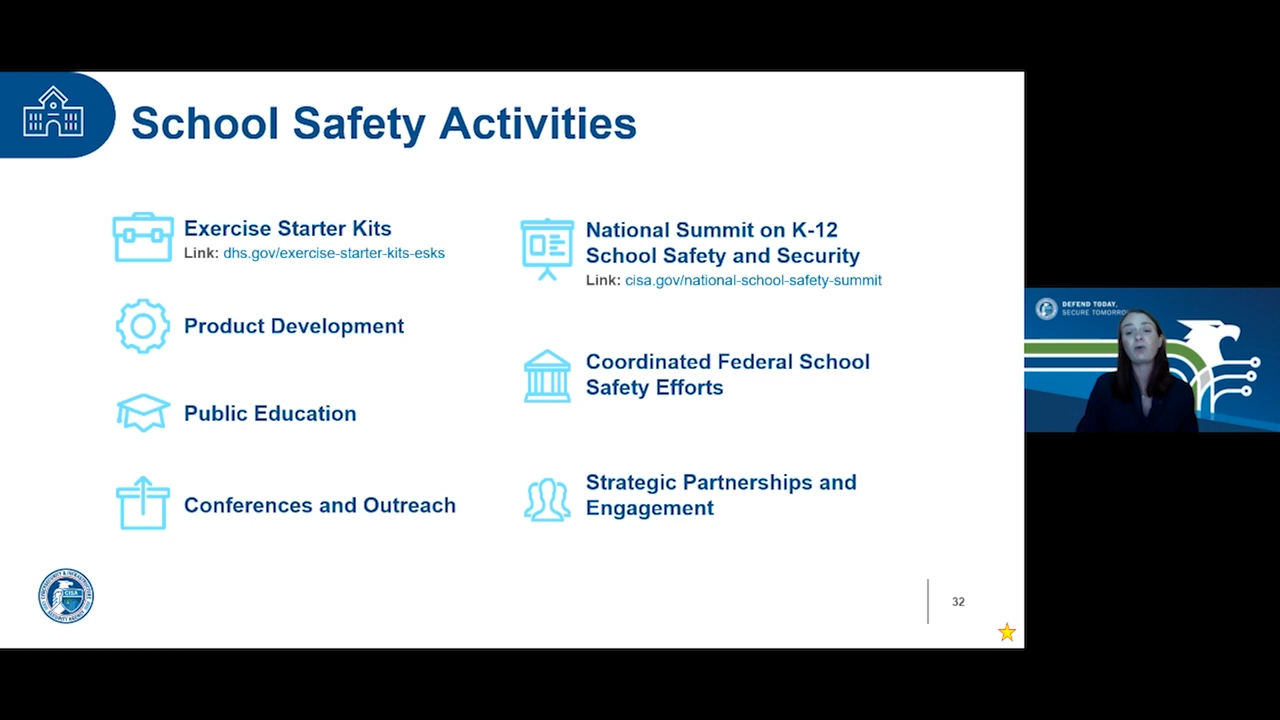 School Safety Activities
Exercise Starter Kits
Link: dhs.gov/exercise-starter-kits-esks
Product Development
Public Education
Conferences and Outreach
National Summit on K-12
School Safety and Security
Link: cisa.gov/national-school-safety-summit
Coordinated Federal School
Safety Efforts
Strategic Partnerships and
Engagement
CISA
32
DEFEND TODAY,
SECURE